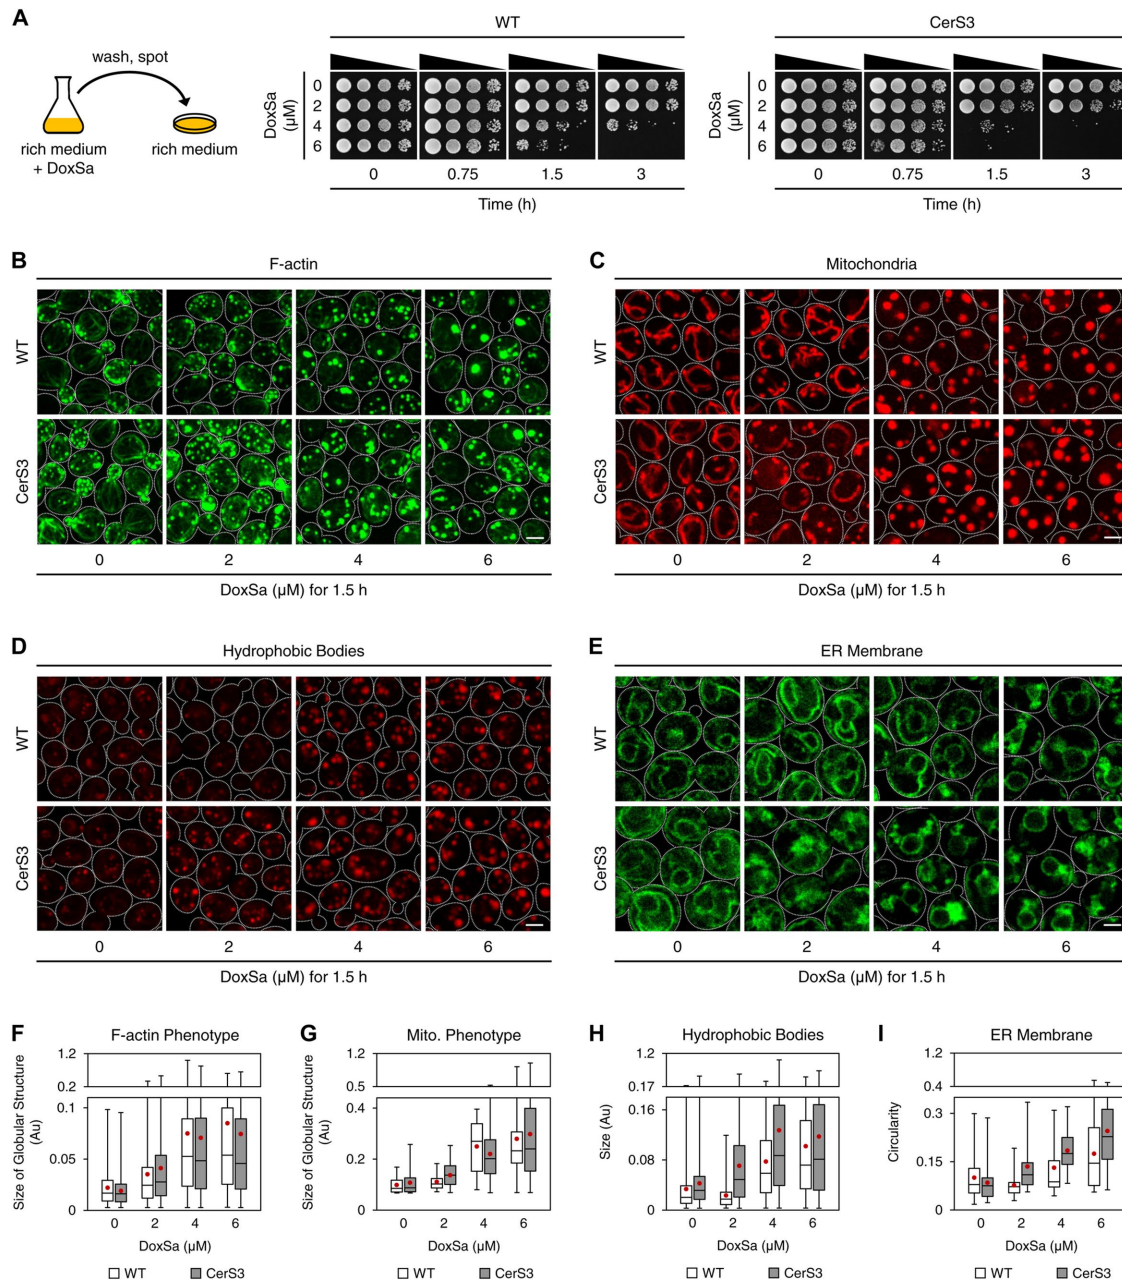 A
wash, spot
rich medium
+ DoxSa
rich medium
WT
DoxSa
(µM)
0
2
4
6
0 0.75 1.5 3
Time (h)
CerS3
DoxSa
(µM)
0
2
4
6
0 0.75 1.5 3
Time (h)
B
F-actin
WT
CerS3
0 2 4 6
DoxSa (µM) for 1.5 h
C
Mitochondria
WT
CerS3
0 2 4 6
DoxSa (µM) for 1.5 h
D
Hydrophobic Bodies
WT
CerS3
0 2 4 6
DoxSa (µM) for 1.5 h
E
ER Membrane
WT
CerS3
0 2 4 6
DoxSa (µM) for 1.5 h
F
F-actin Phenotype
Size of Globular Structure
(Au)
1.2
0.2
0.1
0.05
0
0 2 4 6
DoxSa (µM)
WT CerS3
G
Mito. Phenotype
Size of Globular Structure
(Au)
1.2
0.5
0.4
0.2
0
0 2 4 6
DoxSa (µM)
WT CerS3
H
Hydrophobic Bodies
Size (Au)
1.2
0.17
0.16
0.08
0
0 2 4 6
DoxSa (µM)
WT CerS3
I
ER Membrane
Circularity
1.2
0.4
0.3
0.15
0
0 2 4 6
DoxSa (µM)
WT CerS3